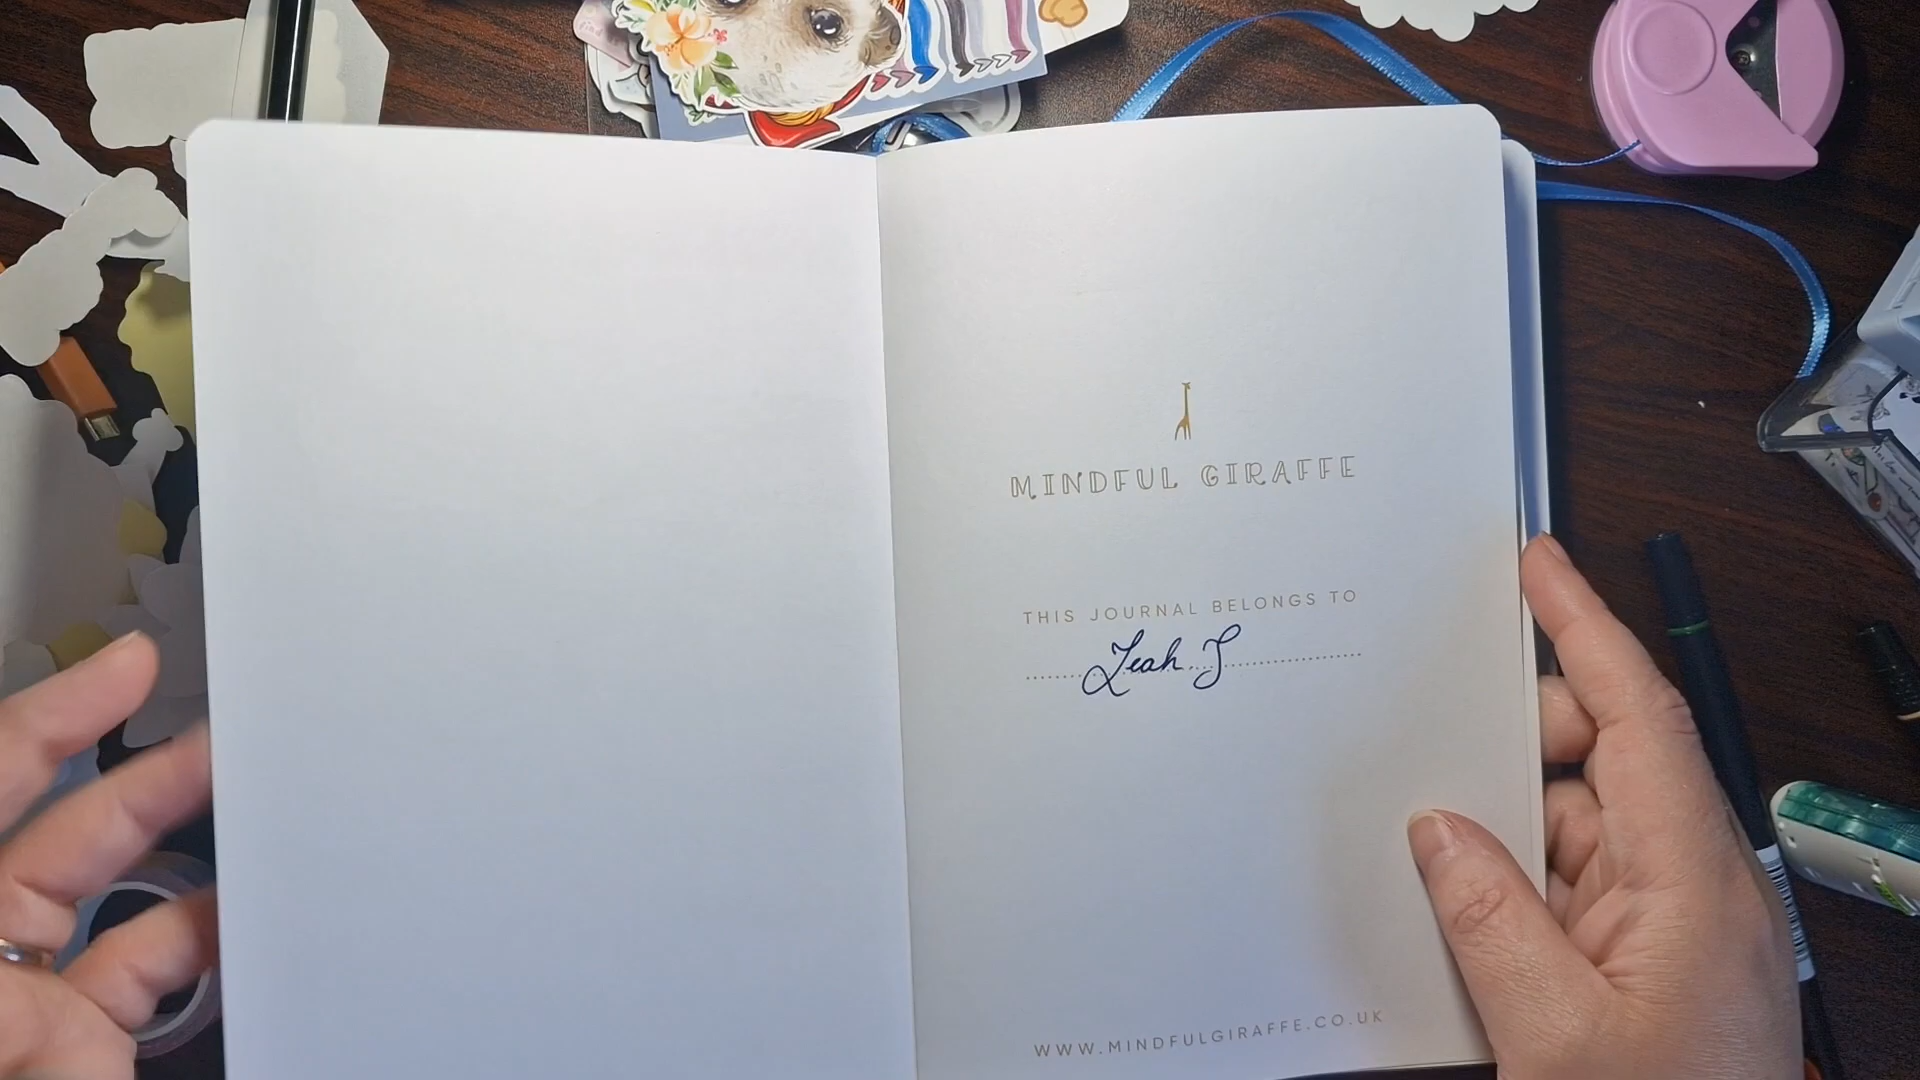 MINDFUL GIRAFFE
THIS JOURNAL BELONGS TO
Leah S
WWW.MINDFULGIRAFFE.CO.UK